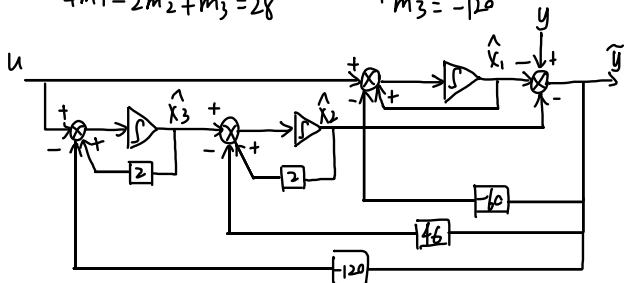 4m1 - 2m2 + m3 = 28
m3 = -120
y
u
+
x̂1
-
+
ỹ
∫
-
+
-
+
x̂3
+
x̂2
∫
∫
-
+
-
+
2
2
-60
46
-120